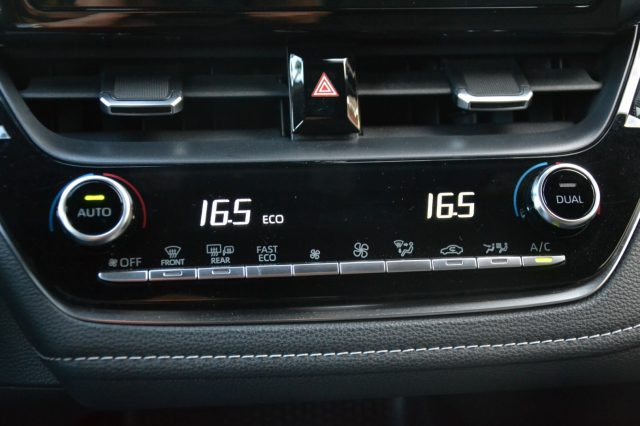 AUTO
16.5 ECO
16.5
DUAL
OFF
FRONT
REAR
FAST ECO
A/C